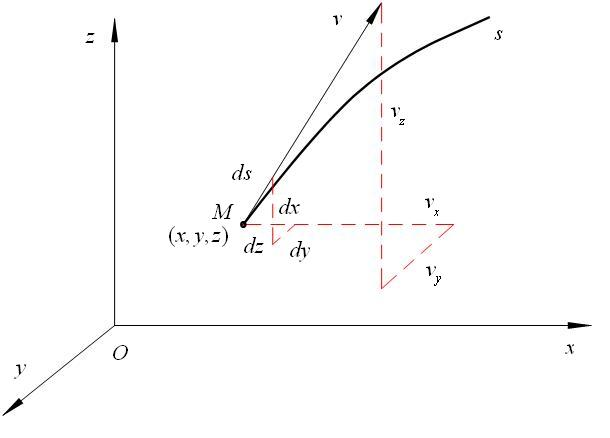 v
s
z
v_z
ds
M
dx
v_x
(x, y, z)
dz
dy
v_y
O
x
y